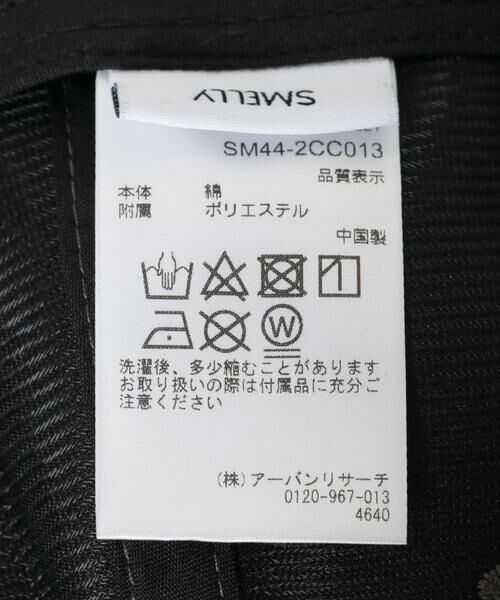 SMELLY
SM44-2CC013
品質表示
本体 綿
附属 ポリエステル
中国製
W
洗濯後、多少縮むことがあります
お取り扱いの際は付属品に充分ご
注意ください
(株) アーバンリサーチ
0120-967-013
4640